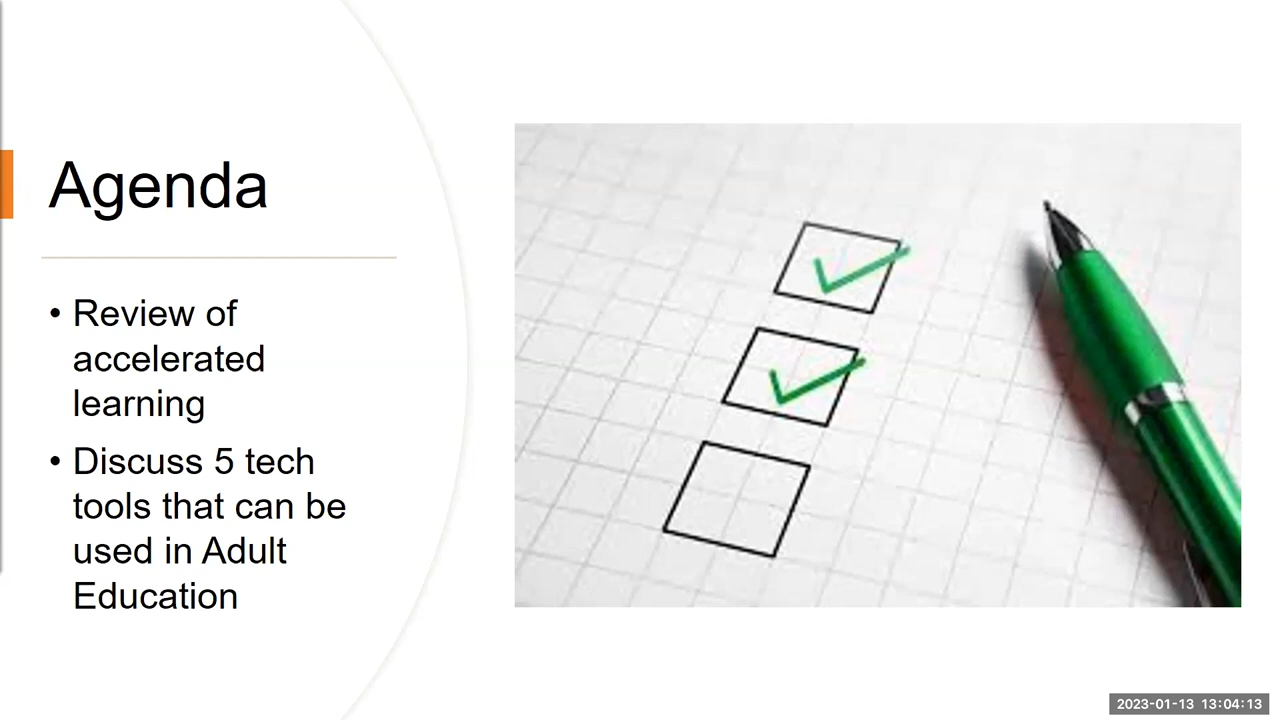 Agenda
• Review of
accelerated
learning
• Discuss 5 tech
tools that can be
used in Adult
Education
2023-01-13 13:04:13